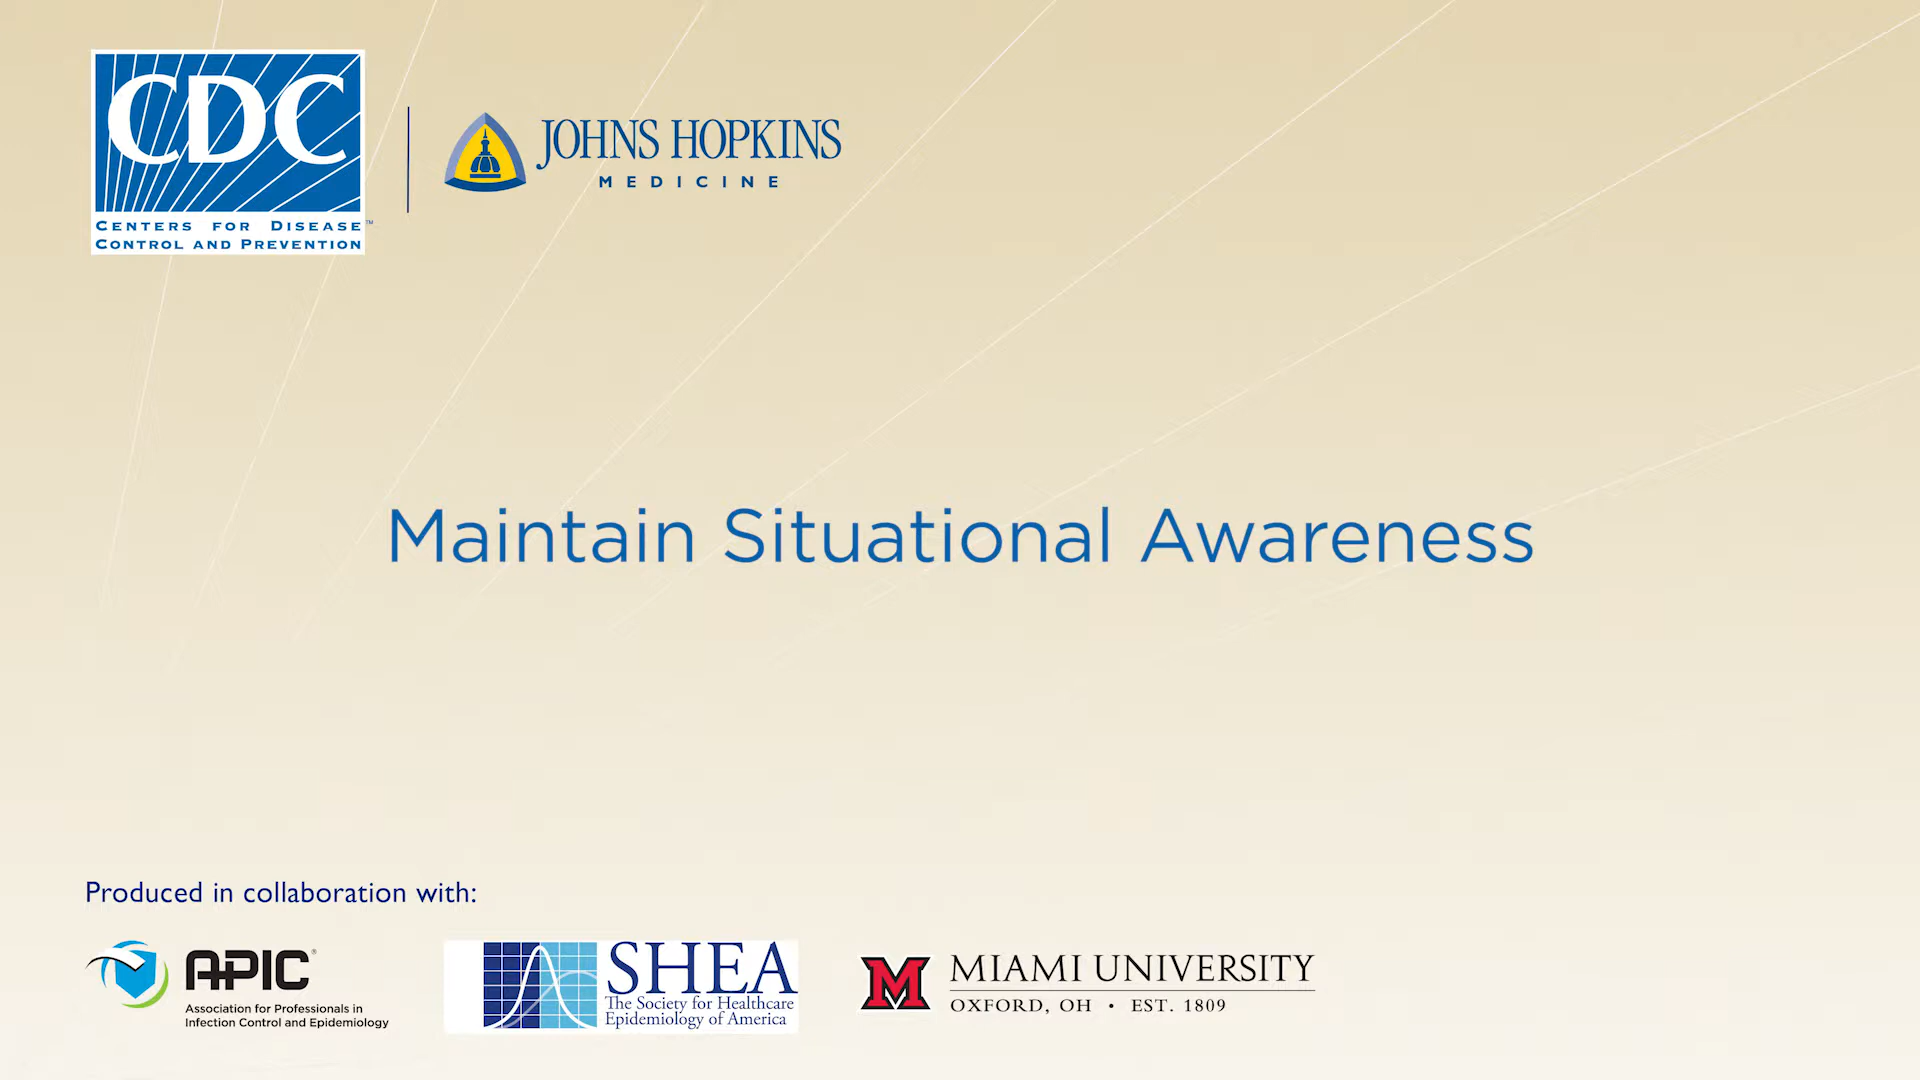 CDC
CENTERS FOR DISEASE™
CONTROL AND PREVENTION
JOHNS HOPKINS
MEDICINE
Maintain Situational Awareness
Produced in collaboration with:
APIC®
Association for Professionals in
Infection Control and Epidemiology
SHEA
The Society for Healthcare
Epidemiology of America
M
MIAMI UNIVERSITY
OXFORD, OH • EST. 1809